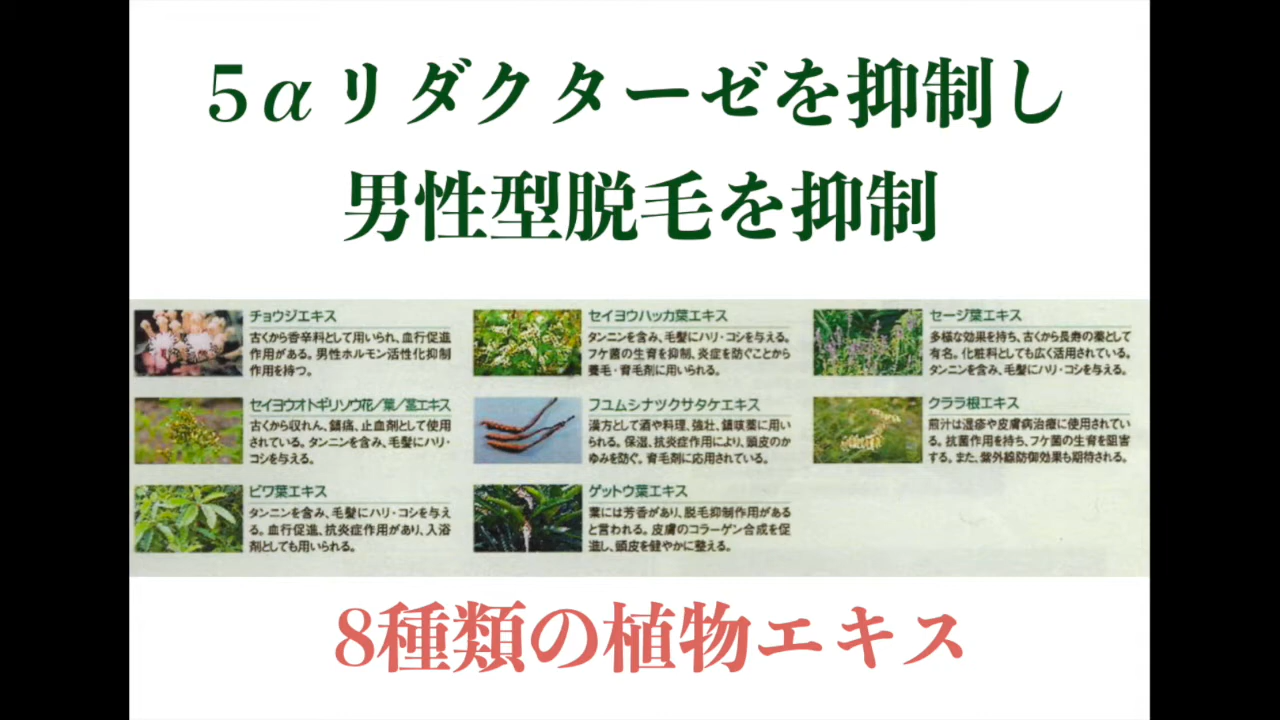 5αリダクターゼを抑制し
男性型脱毛を抑制
チョウジエキス
古くから香辛料として用いられ、血行促進
作用がある。男性ホルモン活性化抑制
作用を持つ。
セイヨウハッカ葉エキス
タンニンを含み、毛髪にハリ・コシを与える。
フケ菌の生育を抑制、炎症を防ぐことから
養毛・育毛剤に用いられる。
セージ葉エキス
多様な効果を持ち、古くから長寿の薬として
有名。化粧料としても広く活用されている。
タンニンを含み、毛髪にハリ・コシを与える。
セイヨウオトギリソウ花/葉/茎エキス
古くから収れん、鎮痛、止血剤として使用
されている。タンニンを含み、毛髪にハリ・
コシを与える。
フユムシナツクサタケエキス
漢方として酒や料理、強壮、鎮咳薬に用い
られる。保湿、抗炎症作用により、頭皮のか
ゆみを防ぐ。育毛剤に応用されている。
クララ根エキス
煎汁は湿疹や皮膚病治療に使用されてい
る。抗菌作用を持ち、フケ菌の生育を阻害
する。また、紫外線防御効果も期待される。
ビワ葉エキス
タンニンを含み、毛髪にハリ・コシを与え
る。血行促進、抗炎症作用があり、入浴
剤としても用いられる。
ゲットウ葉エキス
葉には芳香があり、脱毛抑制作用がある
と言われる。皮膚のコラーゲン合成を促
進し、頭皮を健やかに整える。
8種類の植物エキス